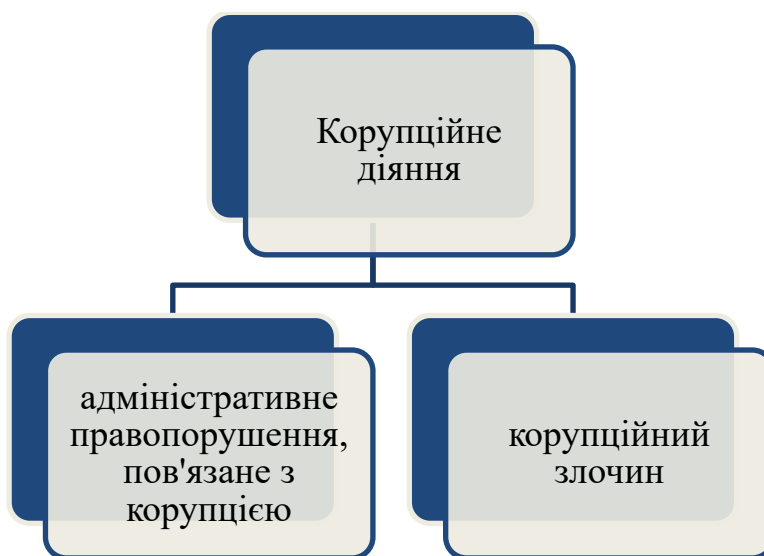 Корупційне
діяння
адміністративне
правопорушення,
пов'язане з
корупцією
корупційний
злочин